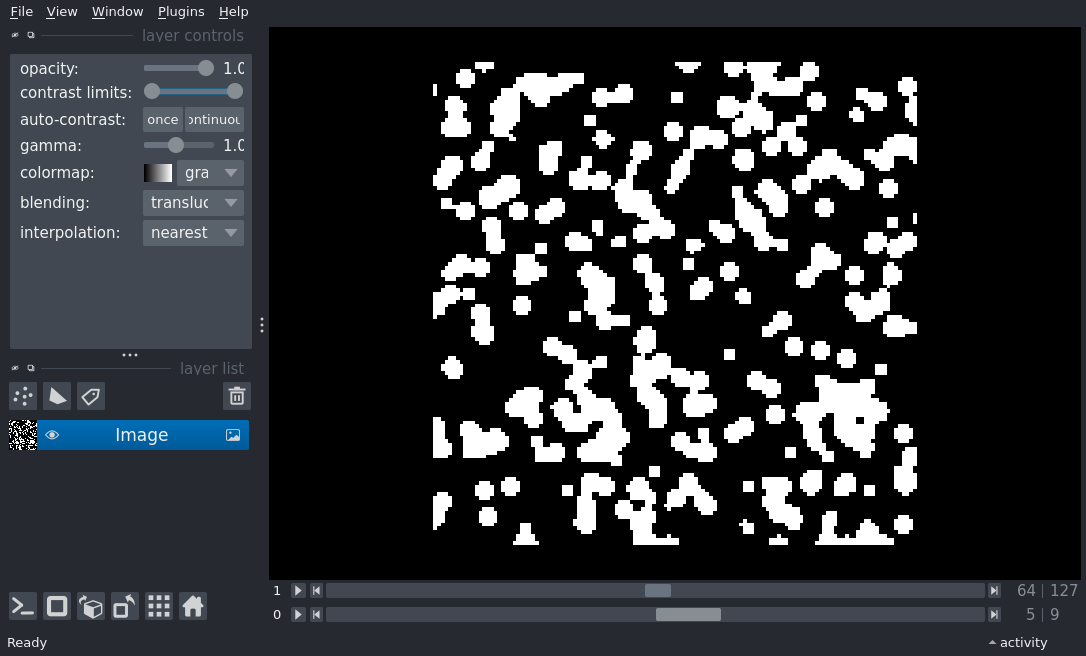 File View Window Plugins Help
layer controls
opacity: 1.0
contrast limits:
auto-contrast: once ontinuou
gamma: 1.0
colormap: gra
blending: transluc
interpolation: nearest
layer list
Image
1 64 | 127
0 5 | 9
Ready activity